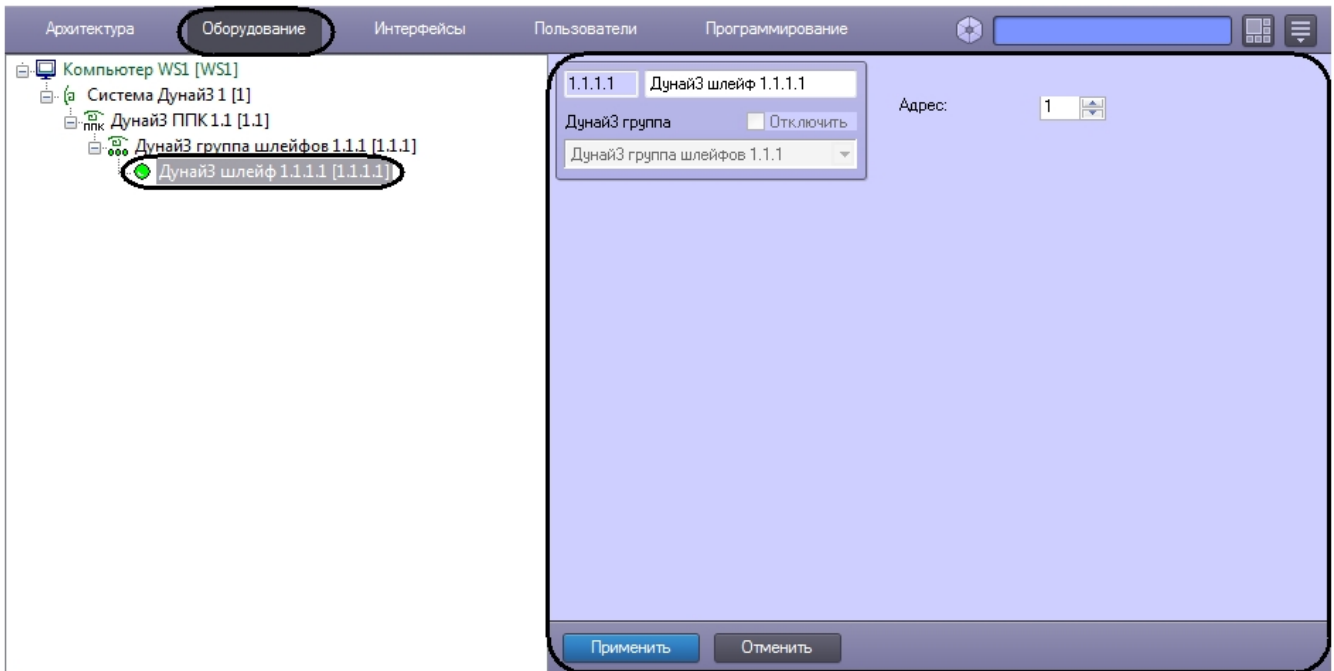 Архитектура Оборудование Интерфейсы Пользователи Программирование
Компьютер WS1 [WS1]
Система Дунай3 1 [1]
ппк Дунай3 ППК 1.1 [1.1]
Дунай3 группа шлейфов 1.1.1 [1.1.1]
Дунай3 шлейф 1.1.1.1 [1.1.1.1]
1.1.1.1 Дунай3 шлейф 1.1.1.1
Дунай3 группа Отключить
Дунай3 группа шлейфов 1.1.1
Адрес: 1
Применить Отменить